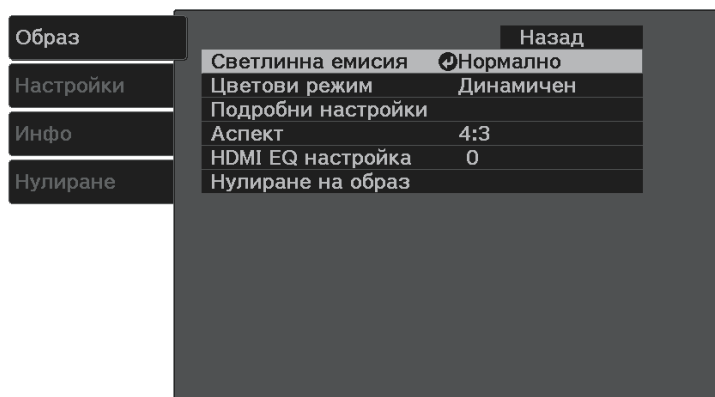 Образ
Настройки
Инфо
Нулиране
Назад
Светлинна емисия Нормално
Цветови режим Динамичен
Подробни настройки
Аспект 4:3
HDMI EQ настройка 0
Нулиране на образ